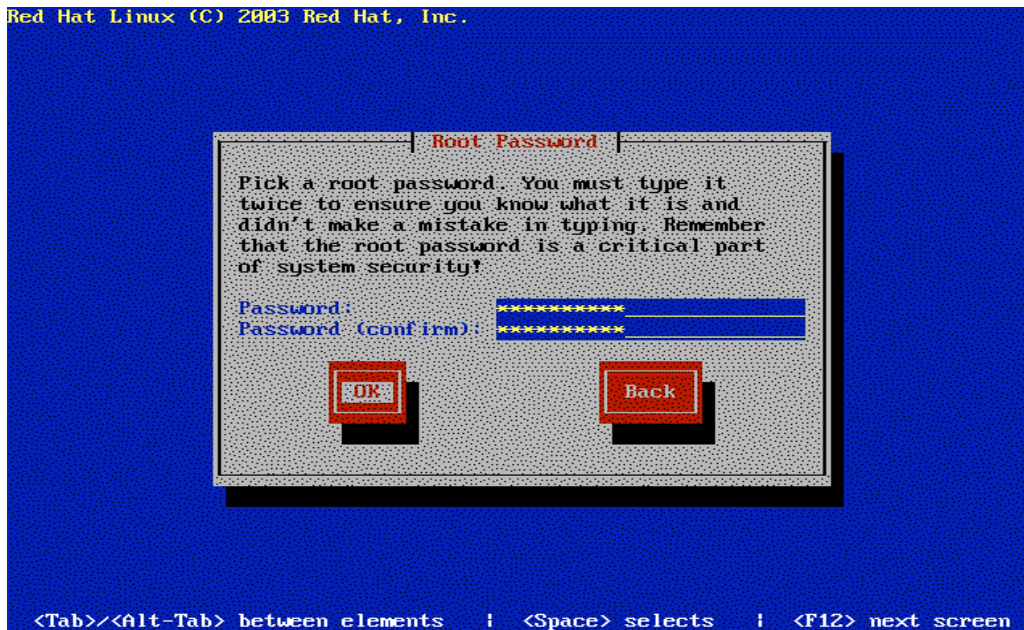 Red Hat Linux (C) 2003 Red Hat, Inc.
Root Password
Pick a root password. You must type it
twice to ensure you know what it is and
didn't make a mistake in typing. Remember
that the root password is a critical part
of system security!
Password: **********
Password (confirm): **********
OK Back
<Tab>/<Alt-Tab> between elements | <Space> selects | <F12> next screen